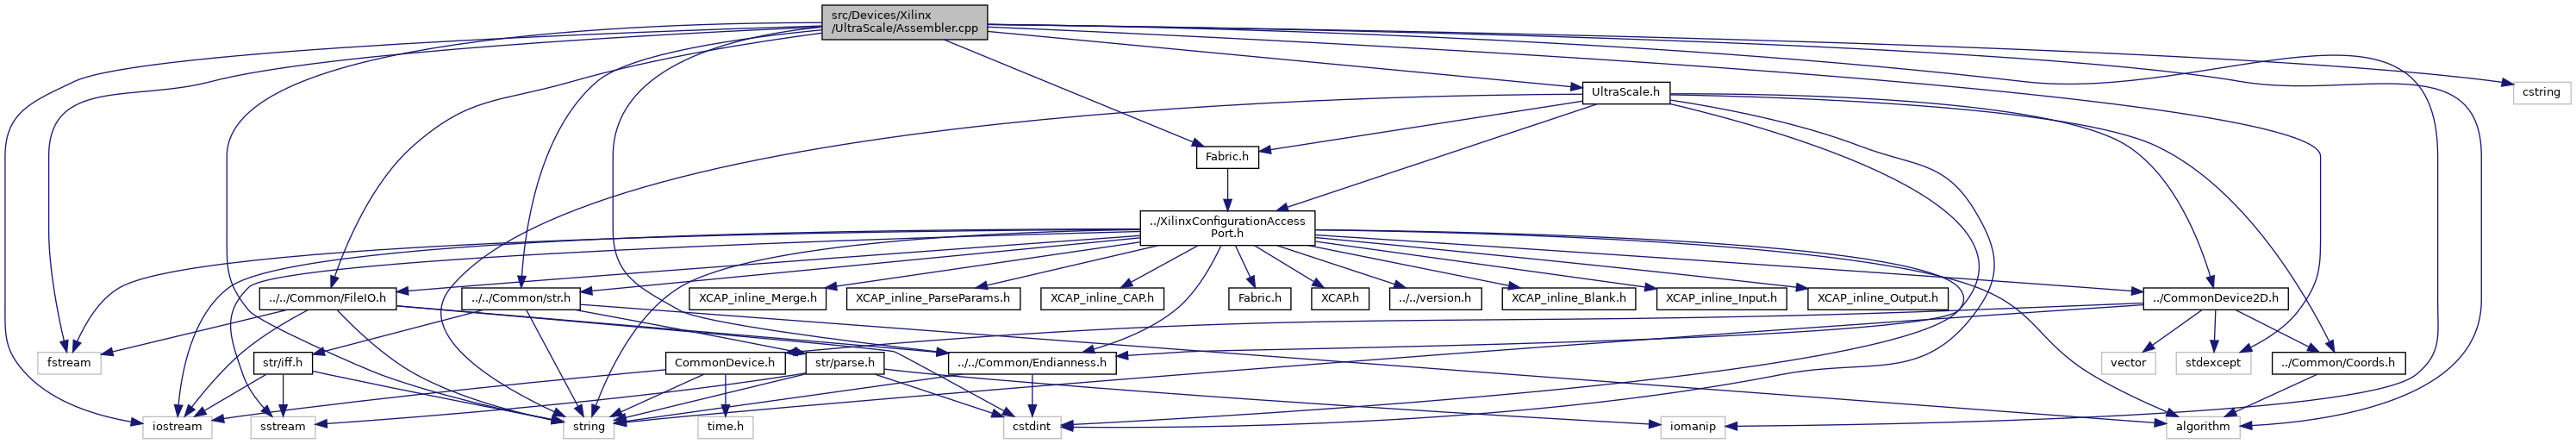 src/Devices/Xilinx
/UltraScale/Assembler.cpp
UltraScale.h
cstring
Fabric.h
../XilinxConfigurationAccess
Port.h
../../Common/FileIO.h
../../Common/str.h
XCAP_inline_Merge.h
XCAP_inline_ParseParams.h
XCAP_inline_CAP.h
Fabric.h
XCAP.h
../../version.h
XCAP_inline_Blank.h
XCAP_inline_Input.h
XCAP_inline_Output.h
../CommonDevice2D.h
fstream
str/iff.h
CommonDevice.h
str/parse.h
../../Common/Endianness.h
vector
stdexcept
../Common/Coords.h
iostream
sstream
string
time.h
cstdint
iomanip
algorithm